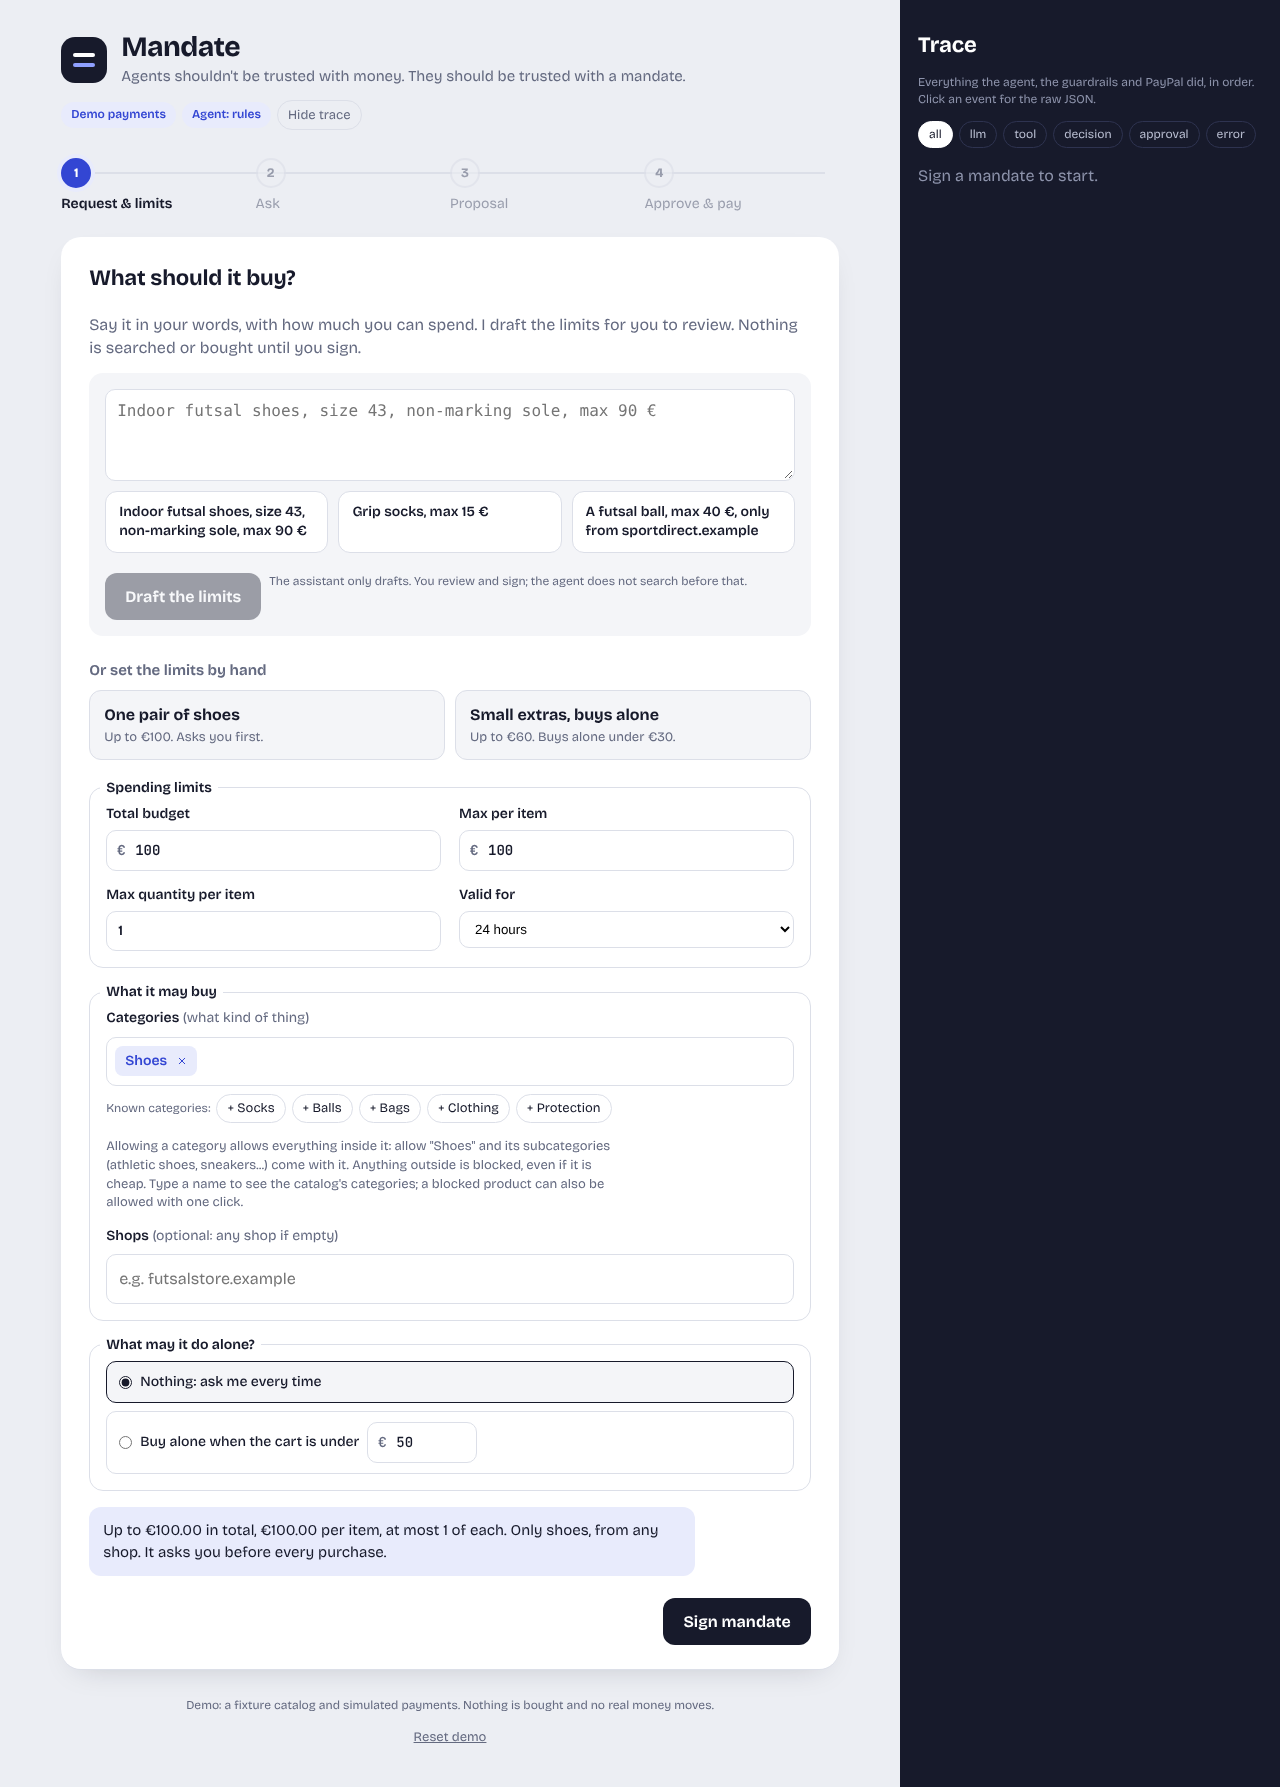 Mandate
Agents shouldn't be trusted with money. They should be trusted with a mandate.
Demo payments
Agent: rules
Hide trace
1
2
3
4
Request & limits
Ask
Proposal
Approve & pay
What should it buy?
Say it in your words, with how much you can spend. I draft the limits for you to review. Nothing
is searched or bought until you sign.
Indoor futsal shoes, size 43, non-marking sole, max 90 €
Indoor futsal shoes, size 43,
non-marking sole, max 90 €
Grip socks, max 15 €
A futsal ball, max 40 €, only
from sportdirect.example
Draft the limits
The assistant only drafts. You review and sign; the agent does not search before that.
Or set the limits by hand
One pair of shoes
Up to €100. Asks you first.
Small extras, buys alone
Up to €60. Buys alone under €30.
Spending limits
Total budget
Max per item
€ 100
€ 100
Max quantity per item
Valid for
1
24 hours
What it may buy
Categories (what kind of thing)
Shoes ×
Known categories: + Socks + Balls + Bags + Clothing + Protection
Allowing a category allows everything inside it: allow "Shoes" and its subcategories
(athletic shoes, sneakers…) come with it. Anything outside is blocked, even if it is
cheap. Type a name to see the catalog's categories; a blocked product can also be
allowed with one click.
Shops (optional: any shop if empty)
e.g. futsalstore.example
What may it do alone?
Nothing: ask me every time
Buy alone when the cart is under € 50
Up to €100.00 in total, €100.00 per item, at most 1 of each. Only shoes, from any
shop. It asks you before every purchase.
Sign mandate
Demo: a fixture catalog and simulated payments. Nothing is bought and no real money moves.
Reset demo
Trace
Everything the agent, the guardrails and PayPal did, in order.
Click an event for the raw JSON.
all
llm
tool
decision
approval
error
Sign a mandate to start.